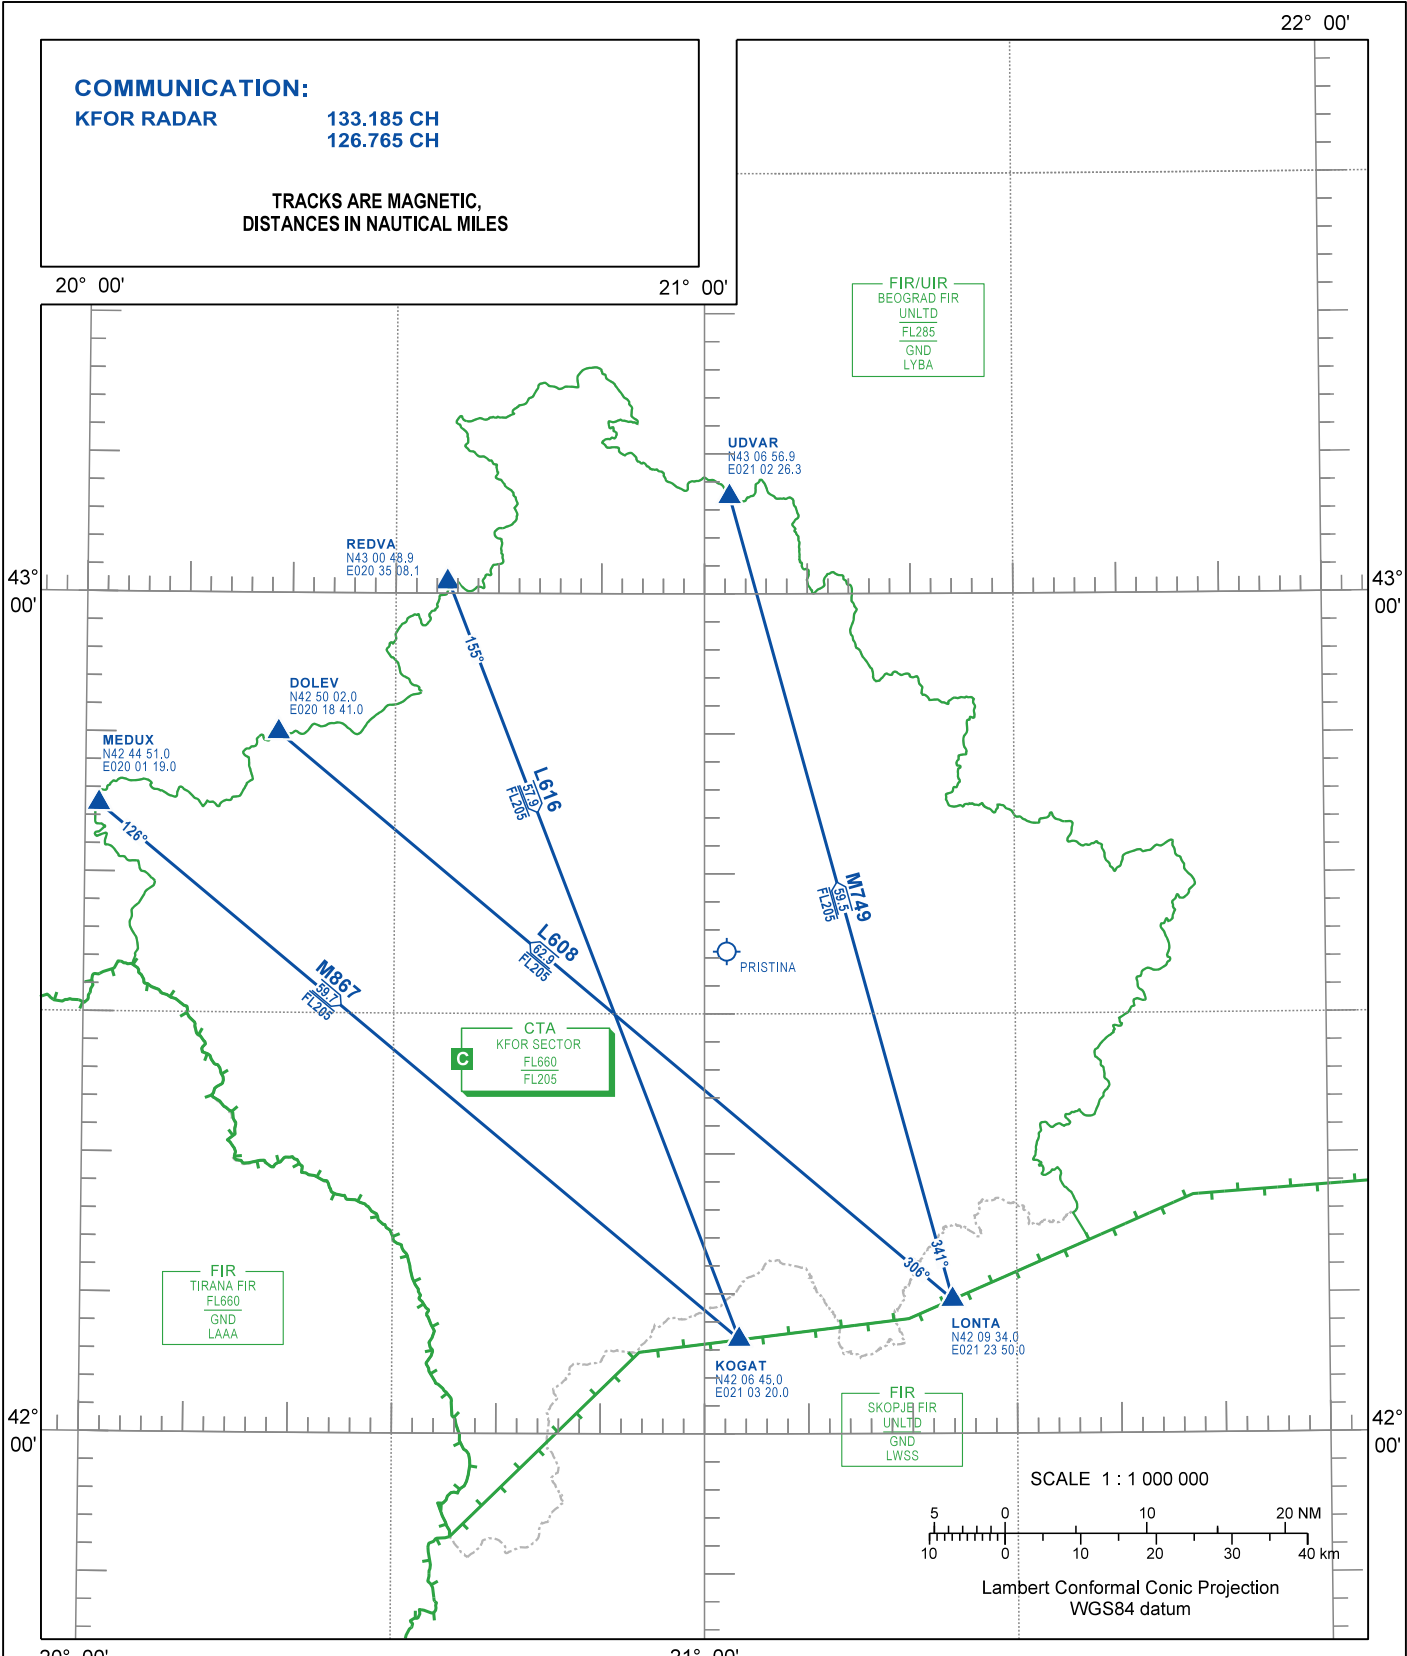 22° 00'
COMMUNICATION:
KFOR RADAR 133.185 CH
126.765 CH
TRACKS ARE MAGNETIC,
DISTANCES IN NAUTICAL MILES
20° 00'
21° 00'
FIR/UIR
BEOGRAD FIR
UNLTD
FL285
GND
LYBA
UDVAR
N43 06 56.9
E021 02 26.3
REDVA
N43 00 48.9
E020 35 08.1
43°
00'
43°
00'
155°
DOLEV
N42 50 02.0
E020 18 41.0
MEDUX
N42 44 51.0
E020 01 19.0
126°
L616
57.9
FL205
M749
59.5
FL205
L608
62.9
FL205
M867
59.7
FL205
PRISTINA
CTA
KFOR SECTOR
C
FL660
FL205
341°
306°
FIR
TIRANA FIR
FL660
GND
LAAA
LONTA
N42 09 34.0
E021 23 50.0
KOGAT
N42 06 45.0
E021 03 20.0
FIR
SKOPJE FIR
UNLTD
GND
LWSS
42°
00'
42°
00'
SCALE 1 : 1 000 000
5 0 10 20 NM
10 0 10 20 30 40 km
Lambert Conformal Conic Projection
WGS84 datum
20° 00'
21° 00'